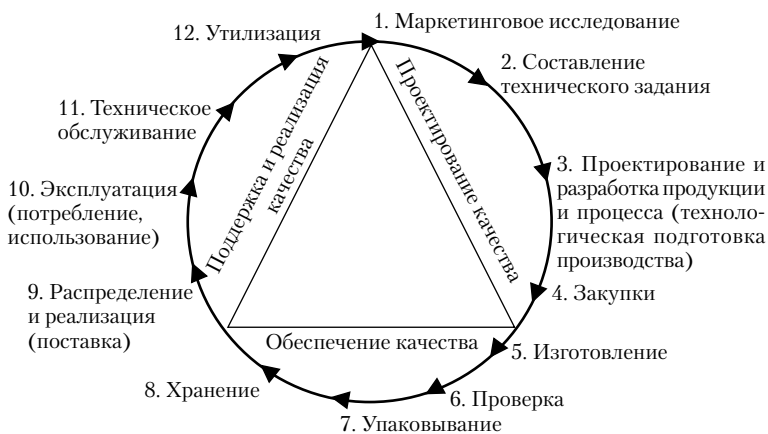 1. Маркетинговое исследование
2. Составление
технического задания
3. Проектирование и
разработка продукции
и процесса (техноло-
гическая подготовка
производства)
4. Закупки
5. Изготовление
6. Проверка
7. Упаковывание
8. Хранение
9. Распределение
и реализация
(поставка)
10. Эксплуатация
(потребление,
использование)
11. Техническое
обслуживание
12. Утилизация
Поддержка и реализация
качества
Проектирование качества
Обеспечение качества